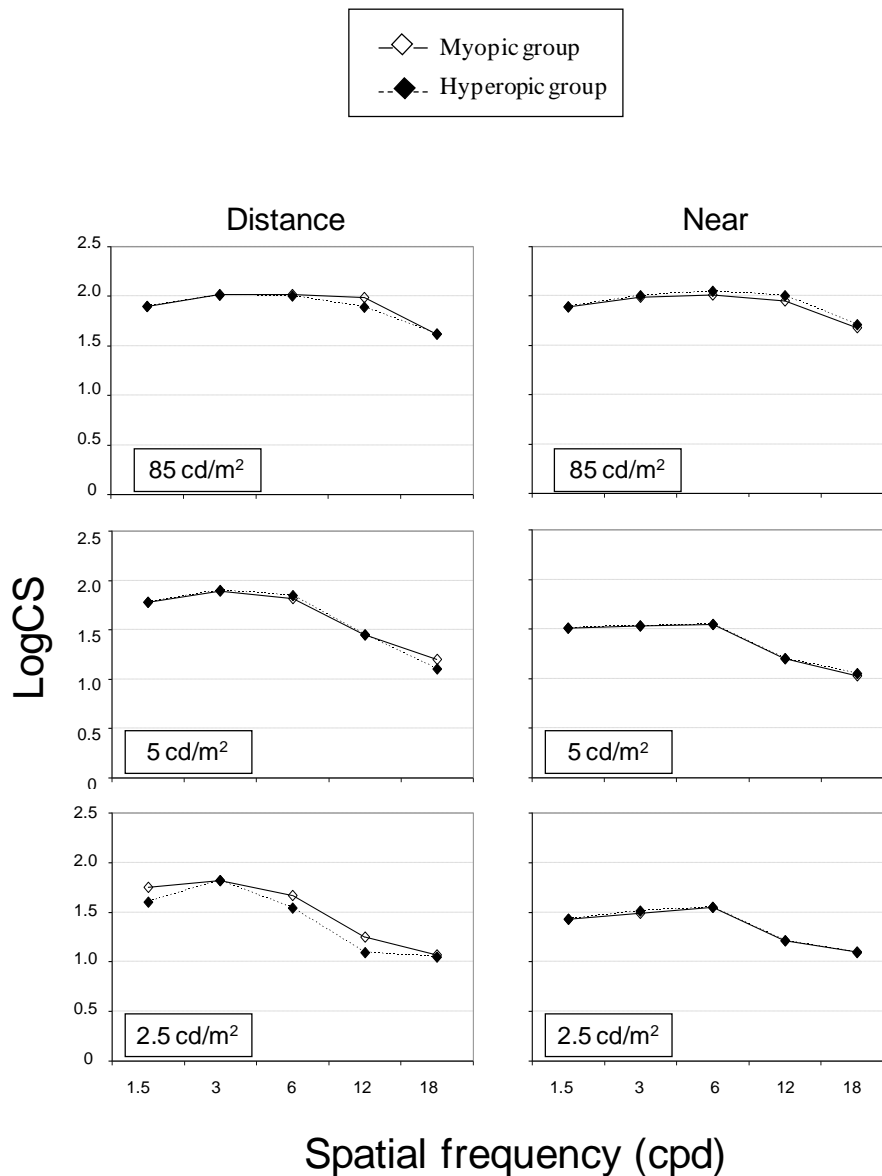 Myopic group
Hyperopic group
Distance
Near
2.5
2.0
1.5
1.0
0.5
0
85 cd/m²
85 cd/m²
2.5
2.0
1.5
1.0
0.5
0
5 cd/m²
5 cd/m²
LogCS
2.5
2.0
1.5
1.0
0.5
0
2.5 cd/m²
2.5 cd/m²
1.5 3 6 12 18
1.5 3 6 12 18
Spatial frequency (cpd)